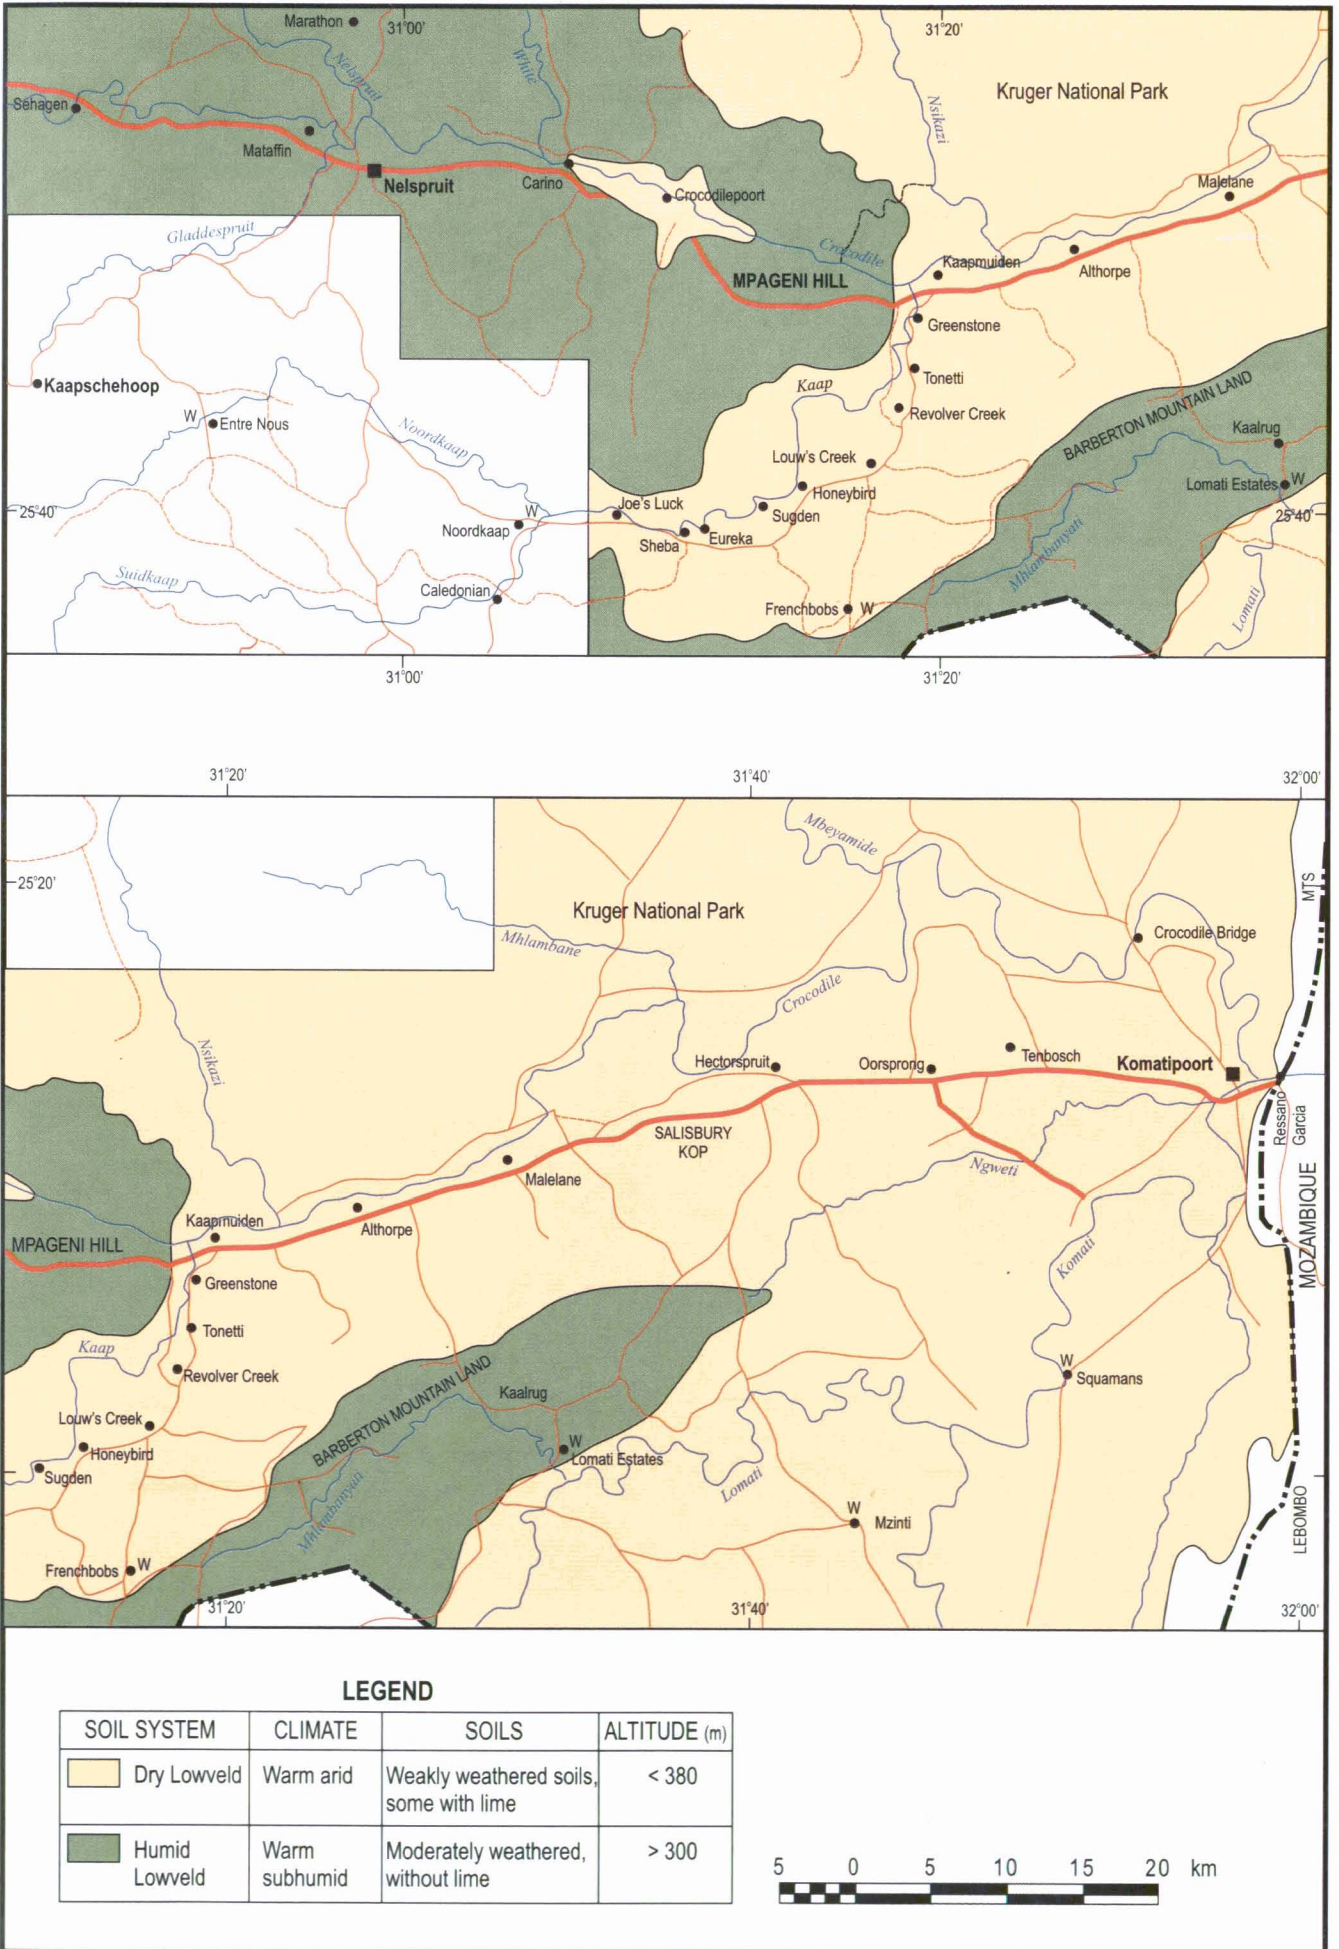 Marathon
31°00'
31°20'
Nelspruit
White
Nsikazi
Kruger National Park
Sehagen
Mataffin
Nelspruit
Carino
Crocodilepoort
Malelane
Gladdespruit
Crocodile
Kaapmuiden
Althorpe
MPAGENI HILL
Greenstone
Kaapschehoop
Kaap
Tonetti
W
Entre Nous
Revolver Creek
BARBERTON MOUNTAIN LAND
Kaalrug
Noordkaap
Louw's Creek
Lomati Estates
W
Honeybird
25°40'
Joe's Luck
W
Sugden
25°40'
Noordkaap
Sheba
Eureka
Mhlambanyati
Suidkaap
Caledonian
Frenchbobs
W
Lomati
31°00'
31°20'
31°20'
31°40'
32°00'
Mbeyamide
25°20'
MTS
Kruger National Park
Crocodile Bridge
Mhlambane
Crocodile
Nsikazi
Hectorspruit
Oorsprong
Tenbosch
Komatipoort
Ressano
Garcia
SALISBURY
KOP
Malelane
Ngweti
Kaapmuiden
Althorpe
MPAGENI HILL
MOZAMBIQUE
Komati
Greenstone
Tonetti
Kaap
Revolver Creek
W
Squamans
BARBERTON MOUNTAIN LAND
Kaalrug
Louw's Creek
Honeybird
W
Lomati Estates
Sugden
Lomati
W
Mzinti
LEBOMBO
Frenchbobs
W
31°20'
31°40'
32°00'
LEGEND
SOIL SYSTEM CLIMATE SOILS ALTITUDE (m)
Dry Lowveld Warm arid Weakly weathered soils, < 380
some with lime
Humid Warm Moderately weathered, > 300
Lowveld subhumid without lime
5 0 5 10 15 20 km